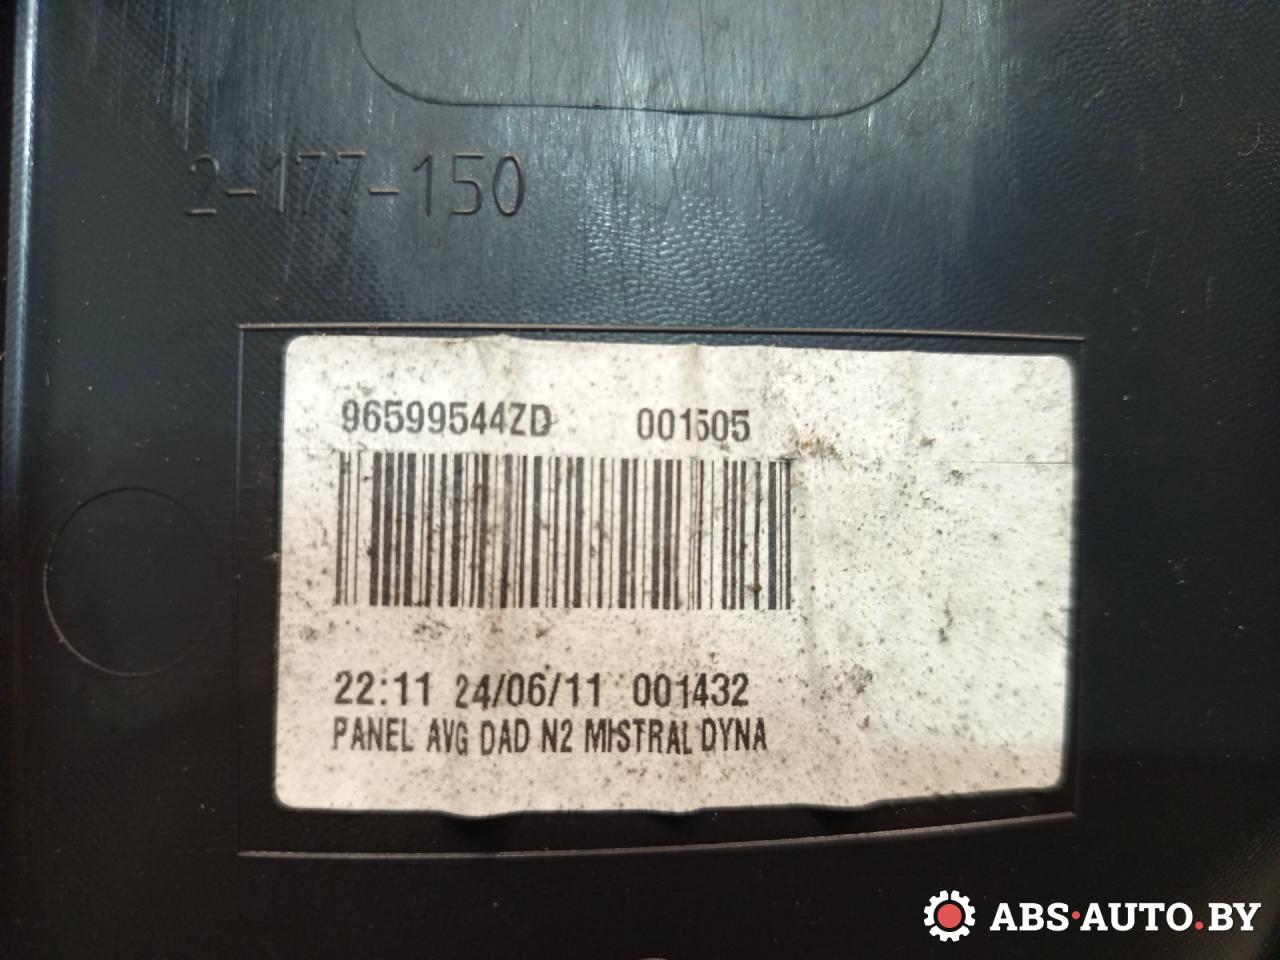 2-177-150
96599544ZD 001505
22:11 24/06/11 001432
PANEL AVG DAD N2 MISTRAL DYNA
ABS·AUTO.BY